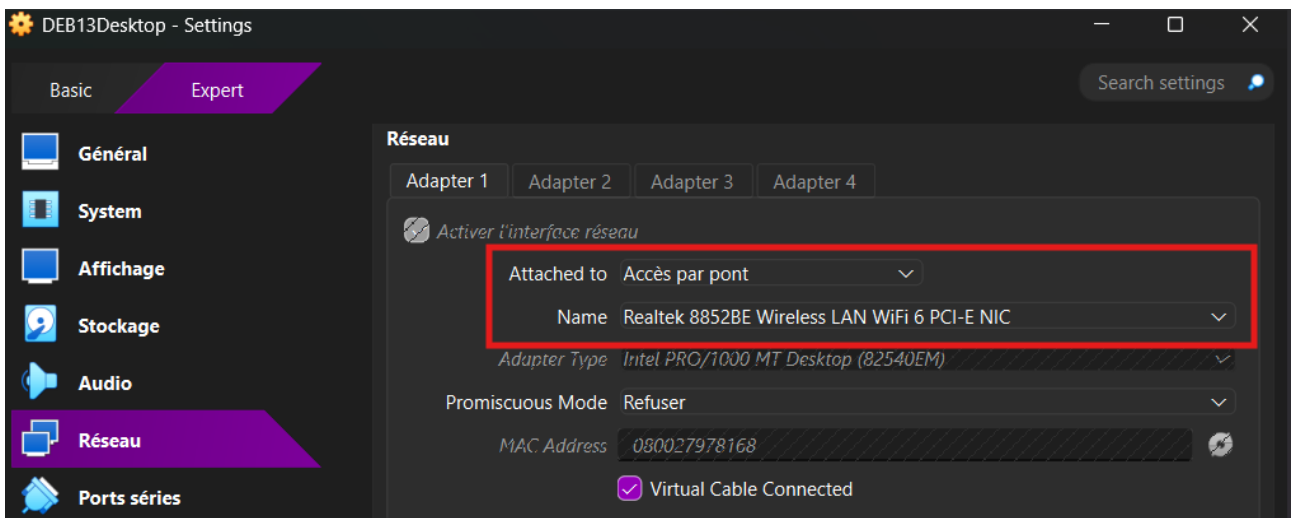 DEB13Desktop - Settings
Basic
Expert
Search settings
Général
System
Affichage
Stockage
Audio
Réseau
Ports séries
Réseau
Adapter 1
Adapter 2
Adapter 3
Adapter 4
Activer l'interface réseau
Attached to Accès par pont
Name Realtek 8852BE Wireless LAN WiFi 6 PCI-E NIC
Adapter Type Intel PRO/1000 MT Desktop (82540EM)
Promiscuous Mode Refuser
MAC Address 080027978168
Virtual Cable Connected